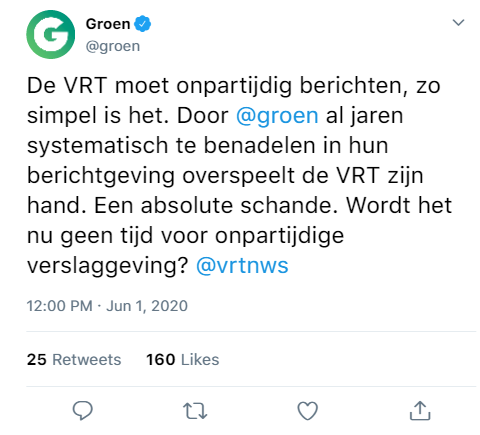 Groen
@groen
De VRT moet onpartijdig berichten, zo
simpel is het. Door @groen al jaren
systematisch te benadelen in hun
berichtgeving overspeelt de VRT zijn
hand. Een absolute schande. Wordt het
nu geen tijd voor onpartijdige
verslaggeving? @vrtnws
12:00 PM · Jun 1, 2020
25 Retweets 160 Likes